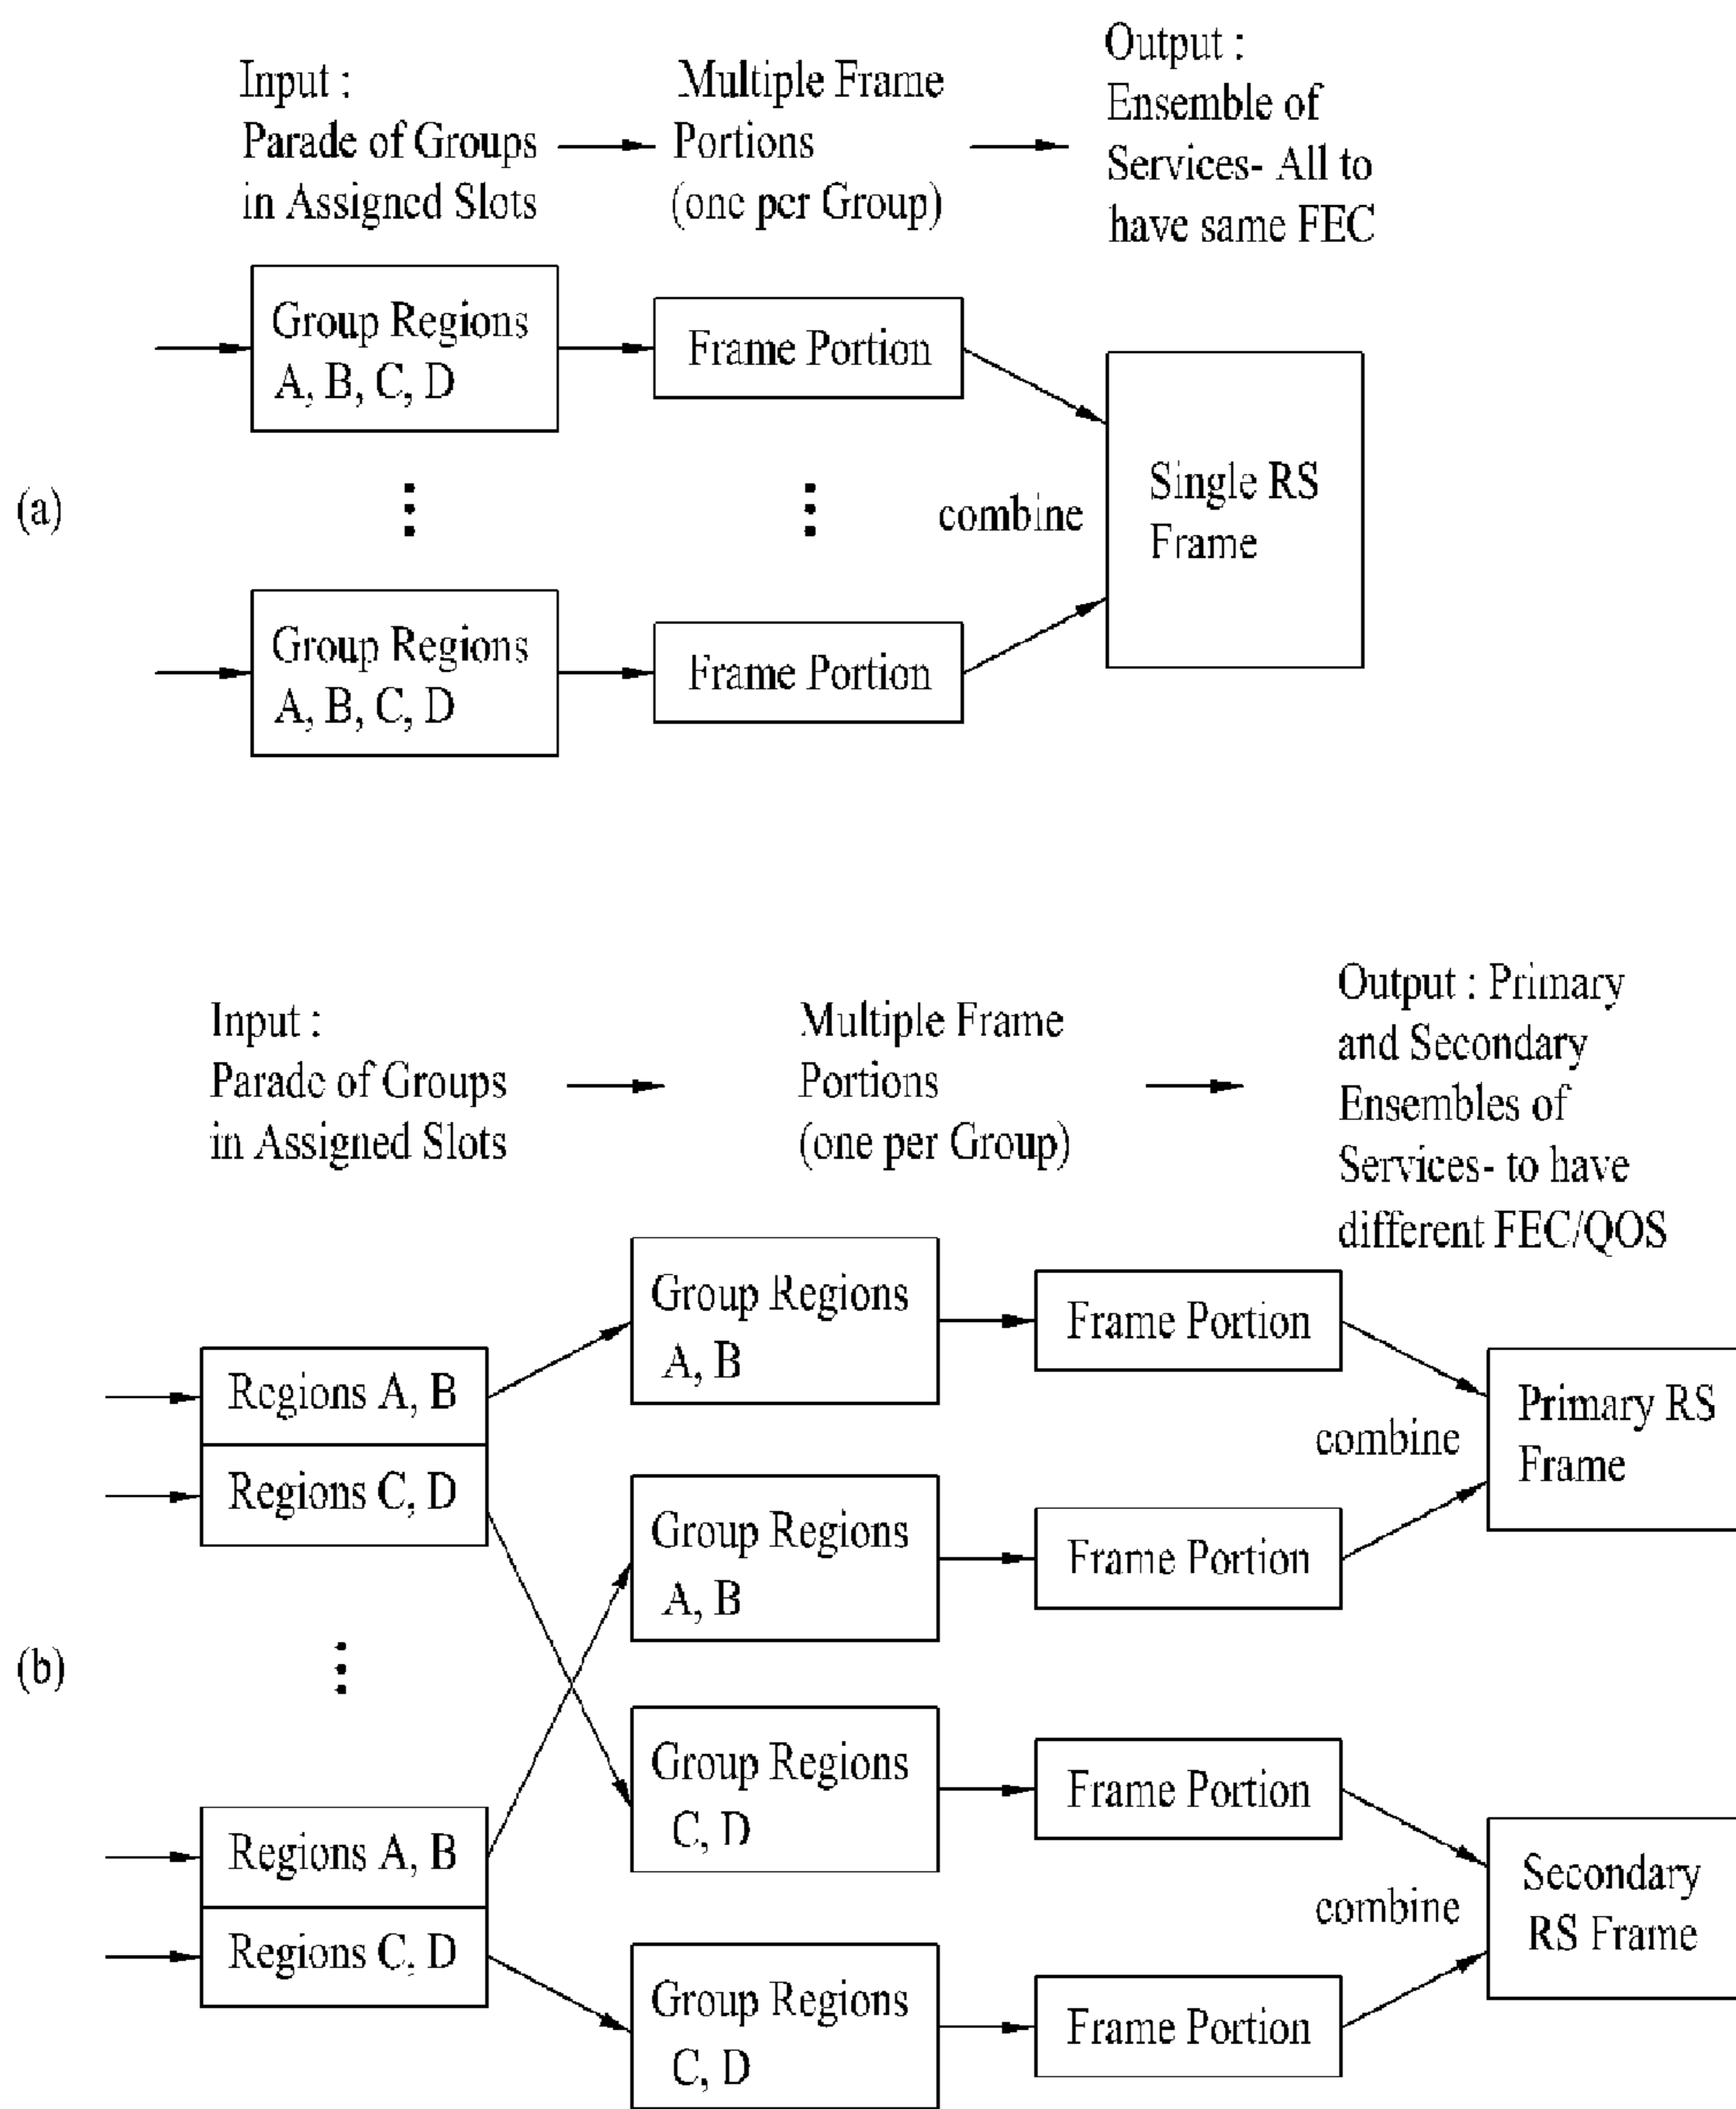 Input :
Parade of Groups
in Assigned Slots
Multiple Frame
Portions
(one per Group)
Output :
Ensemble of
Services- All to
have same FEC
(a)
Group Regions
A, B, C, D
Frame Portion
Group Regions
A, B, C, D
Frame Portion
combine
Single RS
Frame
Input :
Parade of Groups
in Assigned Slots
Multiple Frame
Portions
(one per Group)
Output : Primary
and Secondary
Ensembles of
Services- to have
different FEC/QOS
(b)
Regions A, B
Regions C, D
Regions A, B
Regions C, D
Group Regions
A, B
Group Regions
A, B
Group Regions
C, D
Group Regions
C, D
Frame Portion
Frame Portion
Frame Portion
Frame Portion
combine
Primary RS
Frame
combine
Secondary
RS Frame